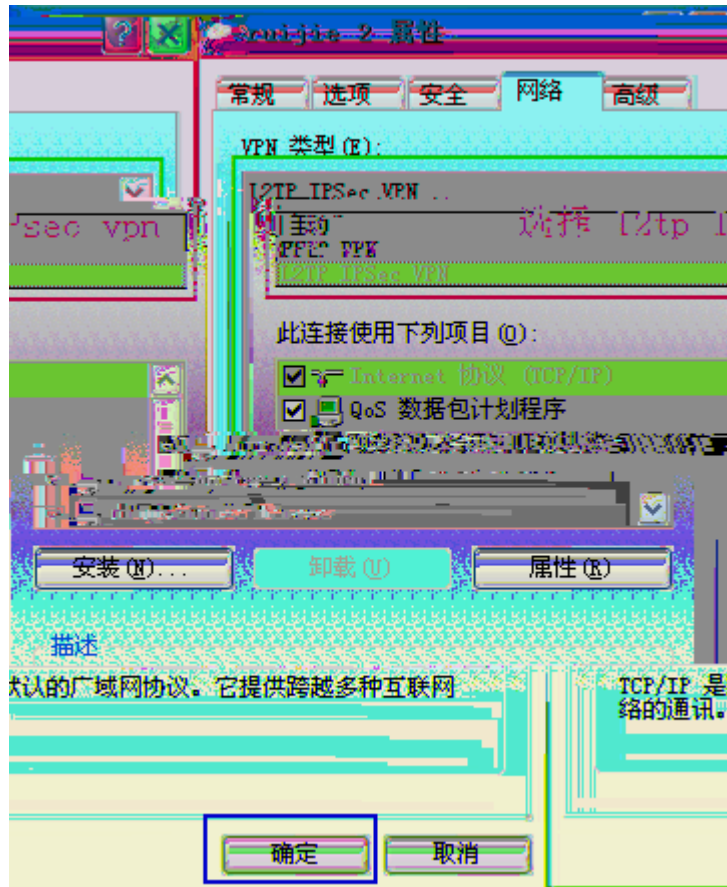 ruijie 2 属性
常规 选项 安全 网络 高级
VPN 类型(E):
L2TP IPSec VPN
sec vpn
自动
选择 l2tp
PPTP VPN
L2TP IPSec VPN
此连接使用下列项目(O):
Internet 协议 (TCP/IP)
QoS 数据包计划程序
安装(N)... 卸载(U) 属性(R)
描述
认的广域网协议。它提供跨越多种互联网
TCP/IP 是
络的通讯。
确定 取消